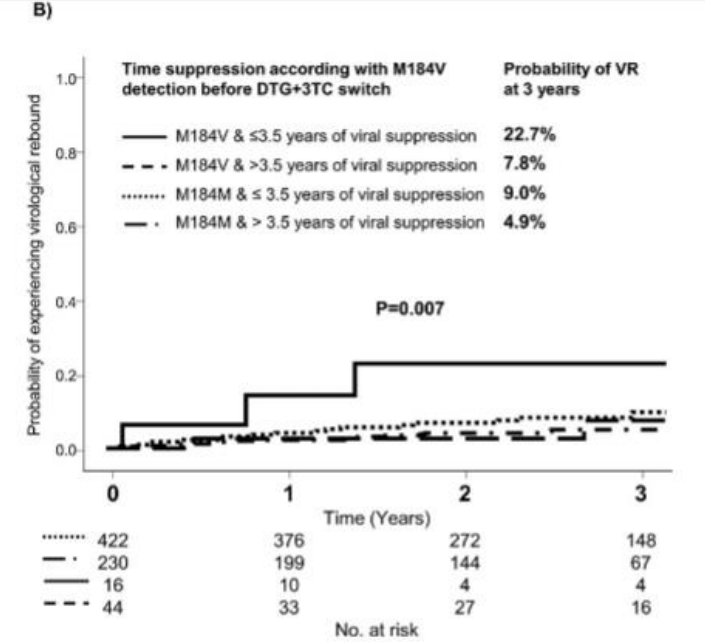 B)
Time suppression according with M184V
detection before DTG+3TC switch
Probability of VR
at 3 years
M184V & ≤3.5 years of viral suppression 22.7%
M184V & >3.5 years of viral suppression 7.8%
M184M & ≤ 3.5 years of viral suppression 9.0%
M184M & > 3.5 years of viral suppression 4.9%
P=0.007
Probability of experiencing virological rebound
1.0
0.8
0.6
0.4
0.2
0.0
0 1 2 3
Time (Years)
422 376 272 148
230 199 144 67
16 10 4 4
44 33 27 16
No. at risk